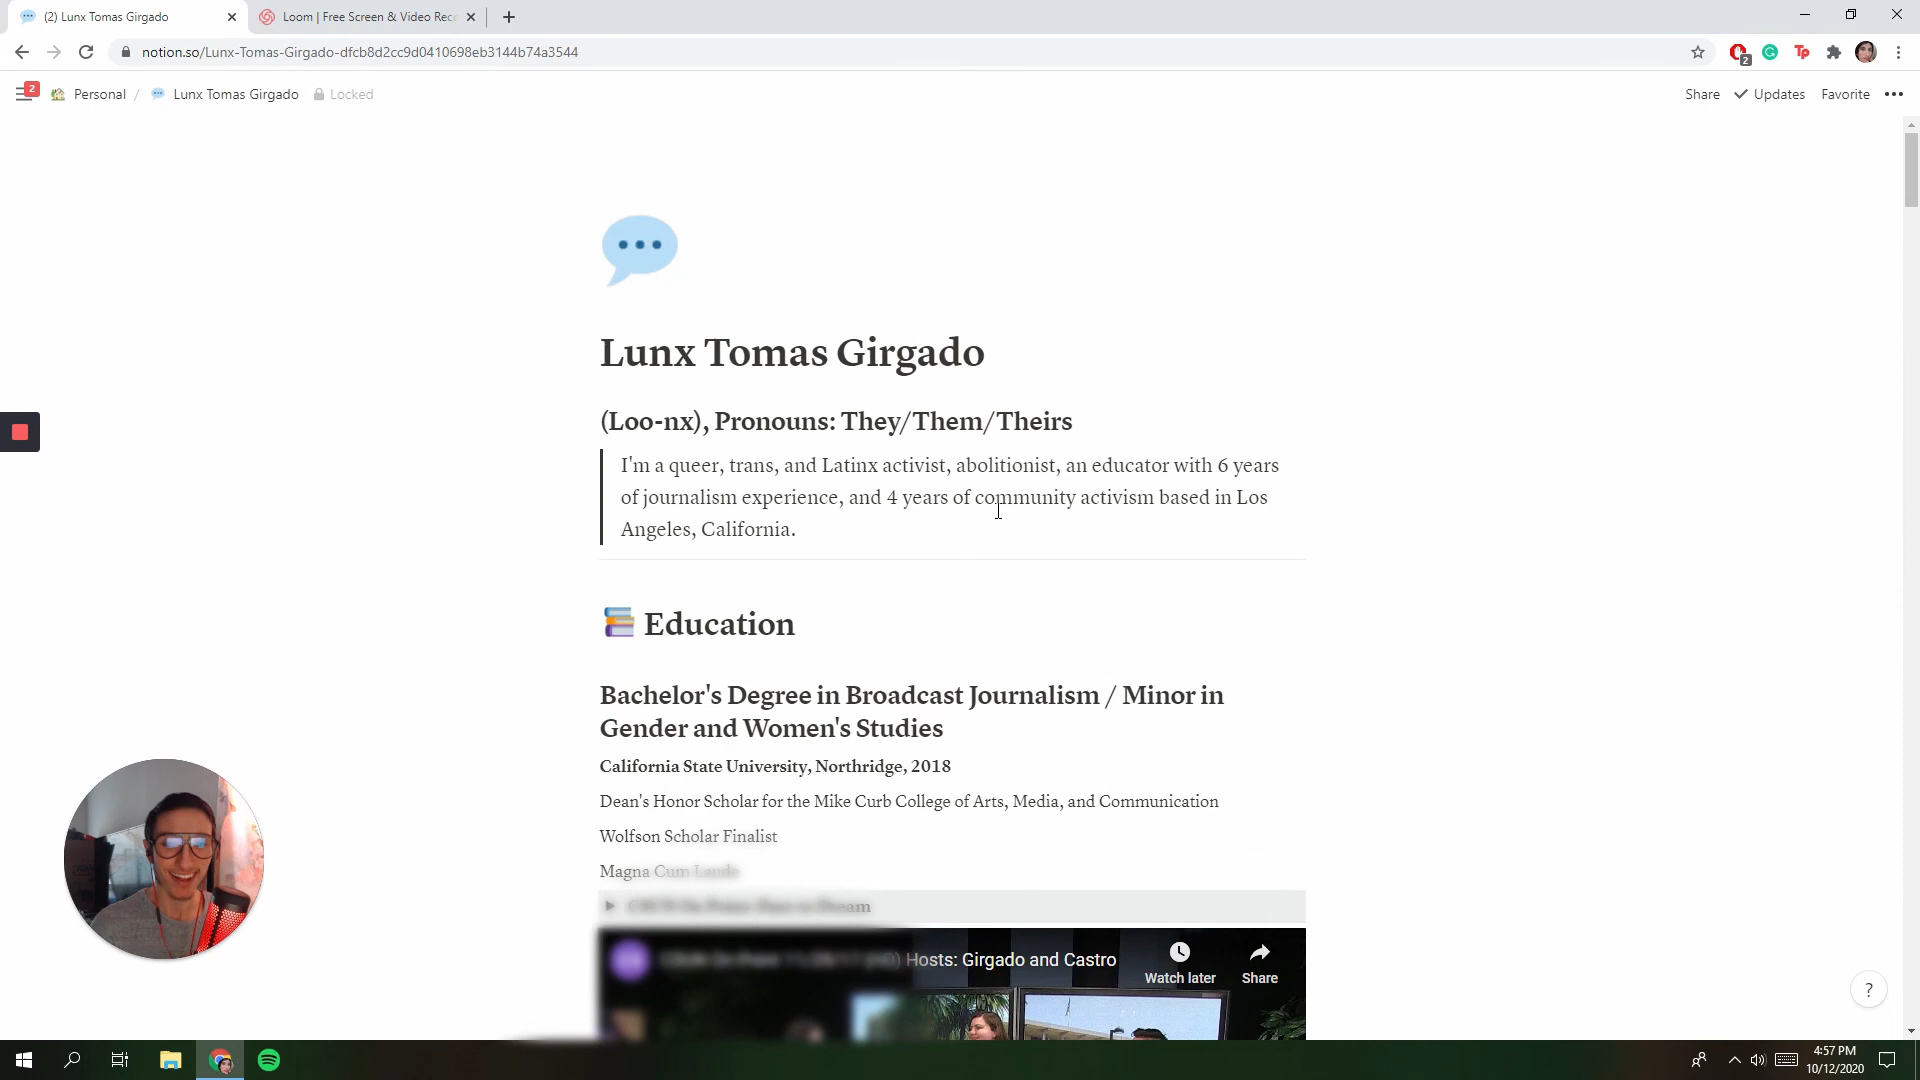 (2) Lunx Tomas Girgado
Loom | Free Screen & Video Rec
notion.so/Lunx-Tomas-Girgado-dfcb8d2cc9d0410698eb3144b74a3544
2
2
Personal / Lunx Tomas Girgado Locked
Share Updates Favorite
Lunx Tomas Girgado
(Loo-nx), Pronouns: They/Them/Theirs
I'm a queer, trans, and Latinx activist, abolitionist, an educator with 6 years
of journalism experience, and 4 years of community activism based in Los
Angeles, California.
Education
Bachelor's Degree in Broadcast Journalism / Minor in
Gender and Women's Studies
California State University, Northridge, 2018
Dean's Honor Scholar for the Mike Curb College of Arts, Media, and Communication
Wolfson Scholar Finalist
Magna Cum Laude
Hosts: Girgado and Castro
Watch later
Share
?
4:57 PM
10/12/2020